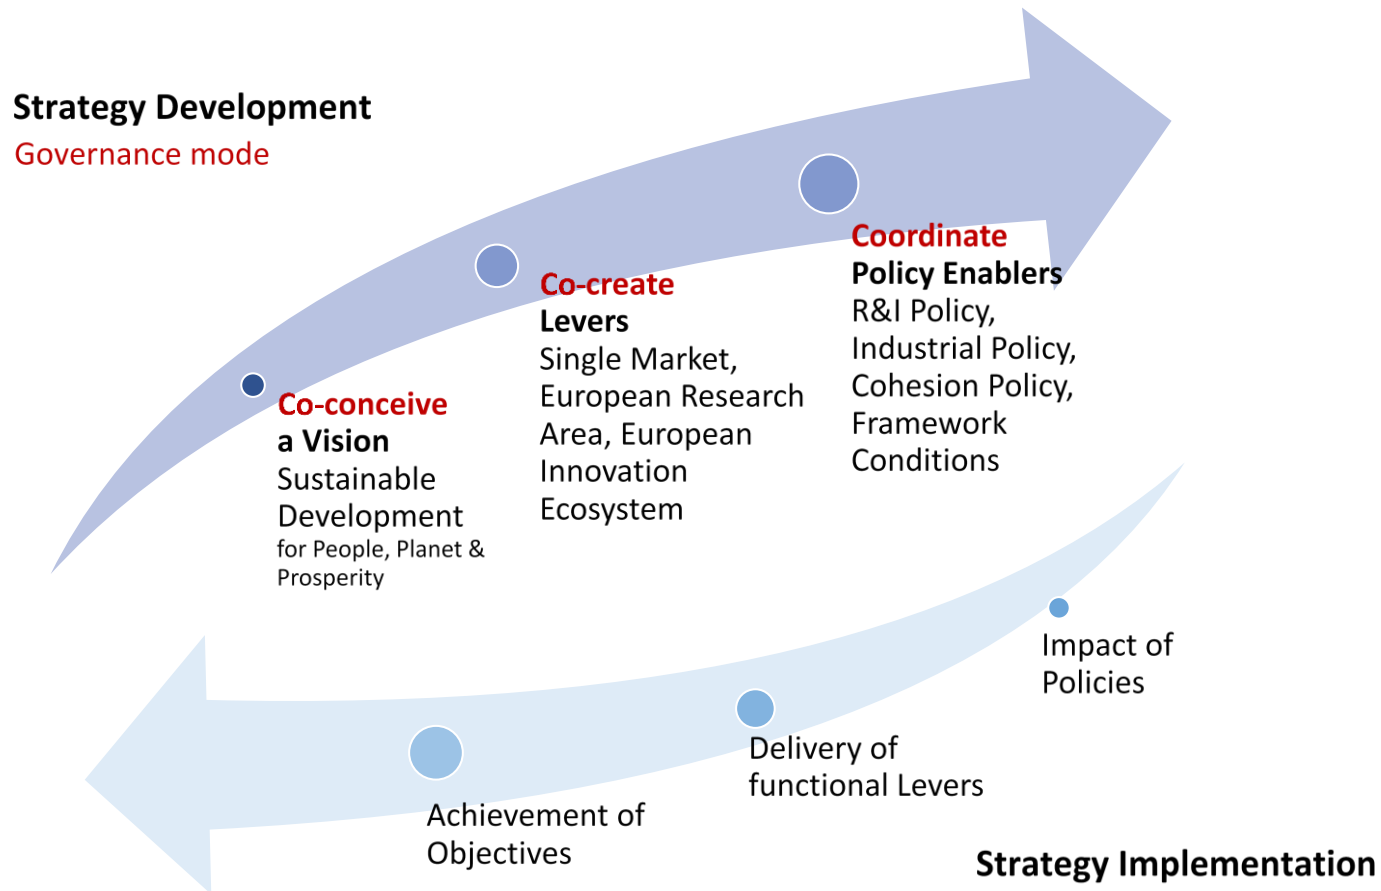 Strategy Development
Governance mode
Co-conceive
a Vision
Sustainable
Development
for People, Planet &
Prosperity
Co-create
Levers
Single Market,
European Research
Area, European
Innovation
Ecosystem
Coordinate
Policy Enablers
R&I Policy,
Industrial Policy,
Cohesion Policy,
Framework
Conditions
Impact of
Policies
Delivery of
functional Levers
Achievement of
Objectives
Strategy Implementation